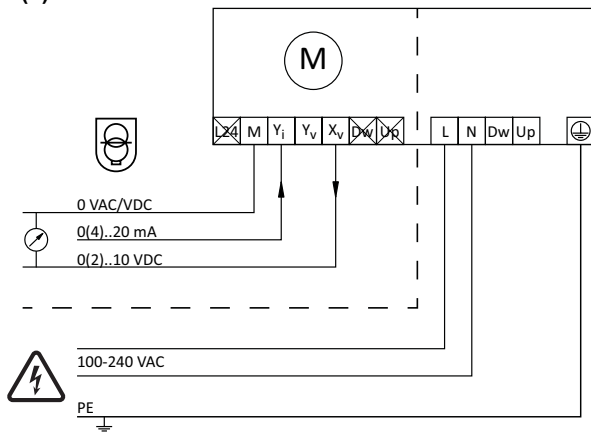 M
L24 M Yi Yv Xv Dw Up L N Dw Up
0 VAC/VDC
0(4)..20 mA
0(2)..10 VDC
100-240 VAC
PE